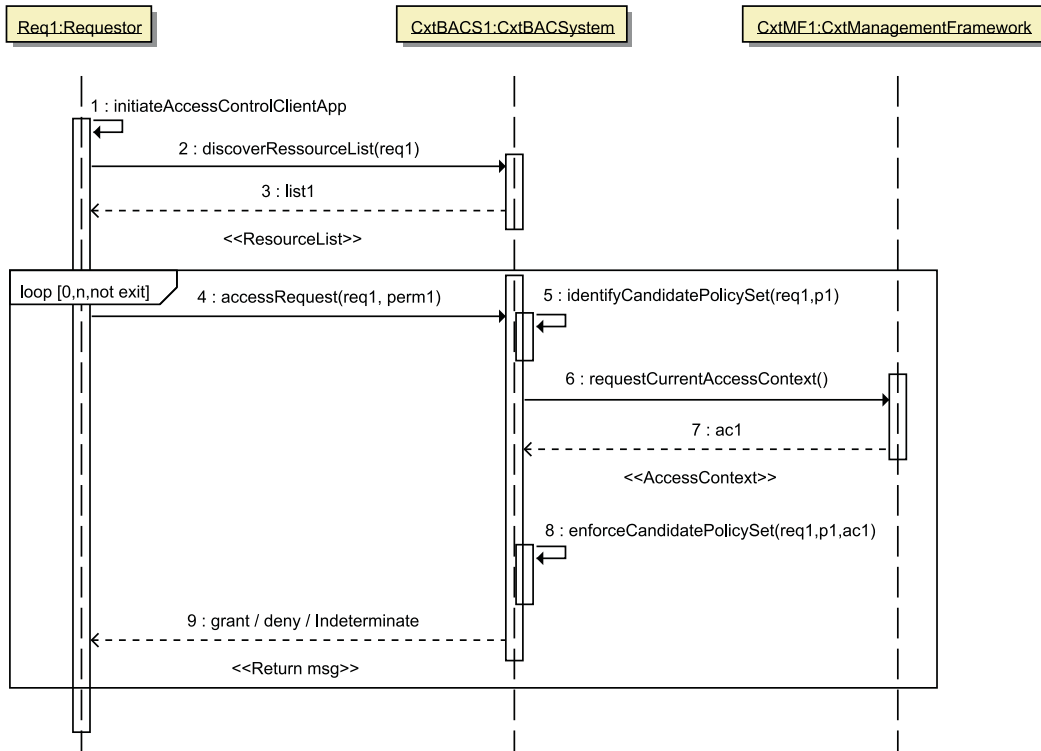 Req1:Requestor
CxtBACS1:CxtBACSystem
CxtMF1:CxtManagementFramework
1 : initiateAccessControlClientApp
2 : discoverRessourceList(req1)
3 : list1
<<ResourceList>>
loop [0,n,not exit]
4 : accessRequest(req1, perm1)
5 : identifyCandidatePolicySet(req1,p1)
6 : requestCurrentAccessContext()
7 : ac1
<<AccessContext>>
8 : enforceCandidatePolicySet(req1,p1,ac1)
9 : grant / deny / Indeterminate
<<Return msg>>